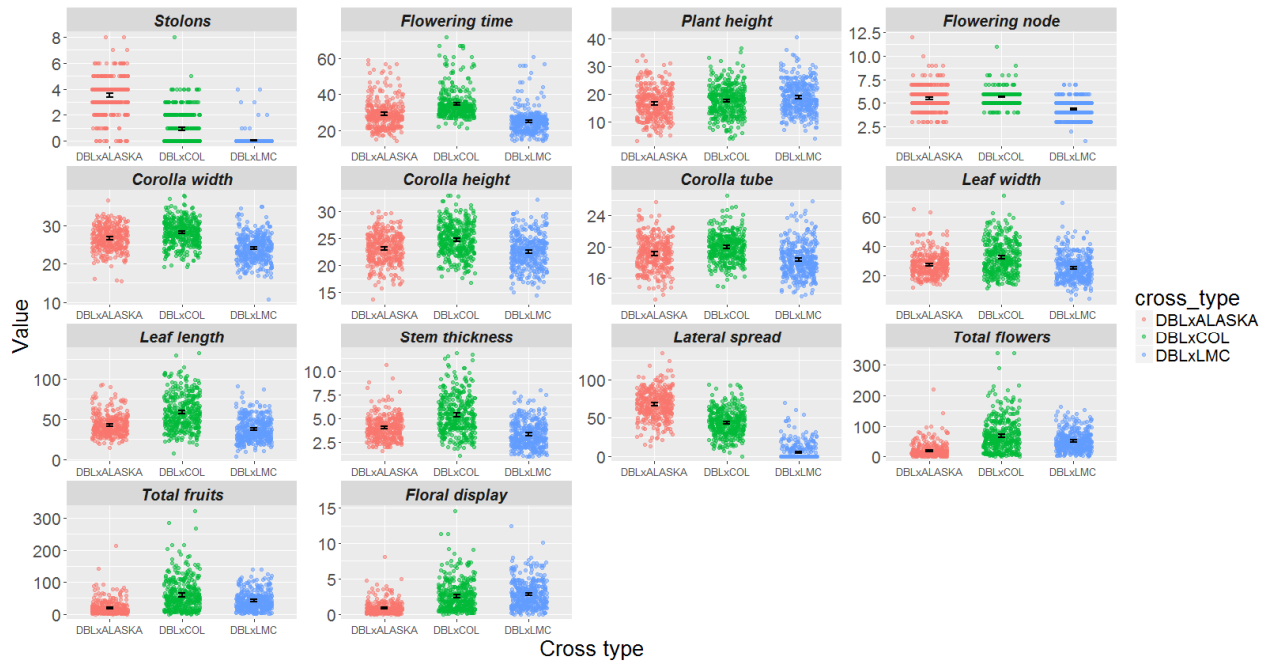 Stolons Flowering time Plant height Flowering node
8 6 4 2 0
60 40 20
40 30 20 10
12.5 10.0 7.5 5.0 2.5
DBLxALASKA DBLxCOL DBLxLMC DBLxALASKA DBLxCOL DBLxLMC DBLxALASKA DBLxCOL DBLxLMC DBLxALASKA DBLxCOL DBLxLMC
Corolla width Corolla height Corolla tube Leaf width
30 20 10
30 25 20 15
24 20 16
60 40 20
DBLxALASKA DBLxCOL DBLxLMC DBLxALASKA DBLxCOL DBLxLMC DBLxALASKA DBLxCOL DBLxLMC DBLxALASKA DBLxCOL DBLxLMC
Value
cross_type
DBLxALASKA
DBLxCOL
DBLxLMC
Leaf length Stem thickness Lateral spread Total flowers
100 50 0
10.0 7.5 5.0 2.5
100 50 0
300 200 100 0
DBLxALASKA DBLxCOL DBLxLMC DBLxALASKA DBLxCOL DBLxLMC DBLxALASKA DBLxCOL DBLxLMC DBLxALASKA DBLxCOL DBLxLMC
Total fruits Floral display
300 200 100 0
15 10 5 0
DBLxALASKA DBLxCOL DBLxLMC DBLxALASKA DBLxCOL DBLxLMC
Cross type